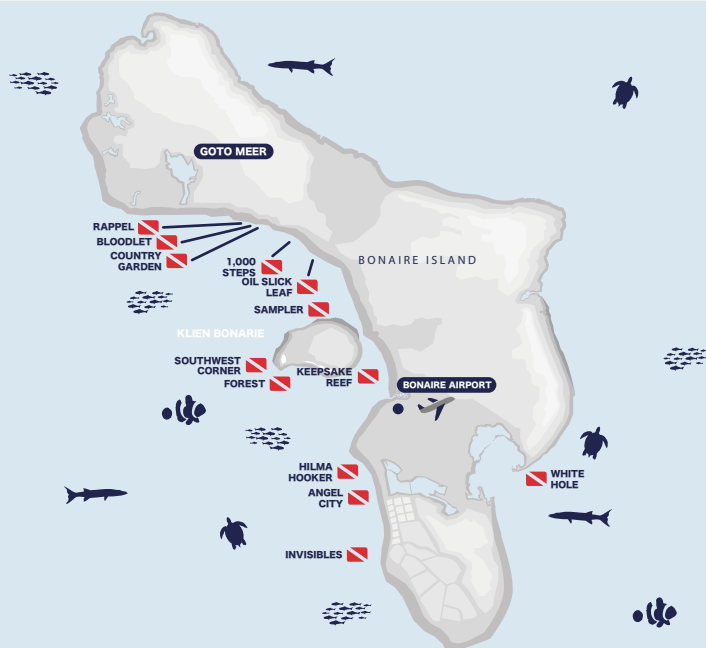 GOTO MEER
RAPPEL
BLOODLET
COUNTRY
GARDEN
1,000
STEPS
OIL SLICK
LEAF
SAMPLER
BONAIRE ISLAND
KLIEN BONARIE
SOUTHWEST
CORNER
FOREST
KEEPSAKE
REEF
BONAIRE AIRPORT
HILMA
HOOKER
ANGEL
CITY
WHITE
HOLE
INVISIBLES